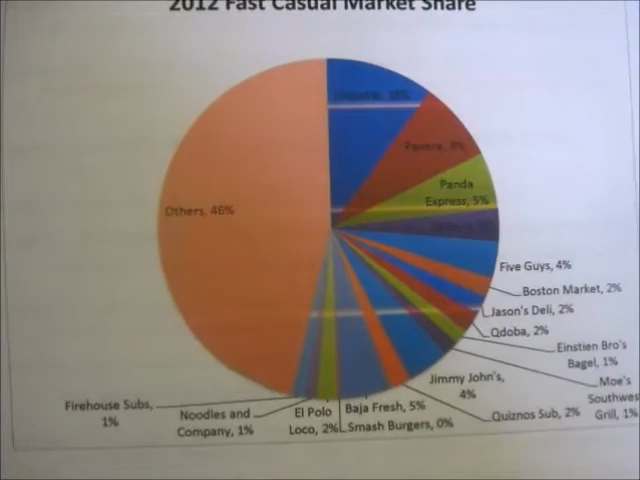 2012 Fast Casual Market Share
Panera, 8%
Panda
Express, 5%
Others, 46%
Five Guys, 4%
Boston Market, 2%
Jason's Deli, 2%
Qdoba, 2%
Einstien Bro's
Bagel, 1%
Moe's
Southwes
Grill, 1%
Jimmy John's,
4%
Quiznos Sub, 2%
Baja Fresh, 5%
Smash Burgers, 0%
El Polo
Loco, 2%
Noodles and
Company, 1%
Firehouse Subs,
1%